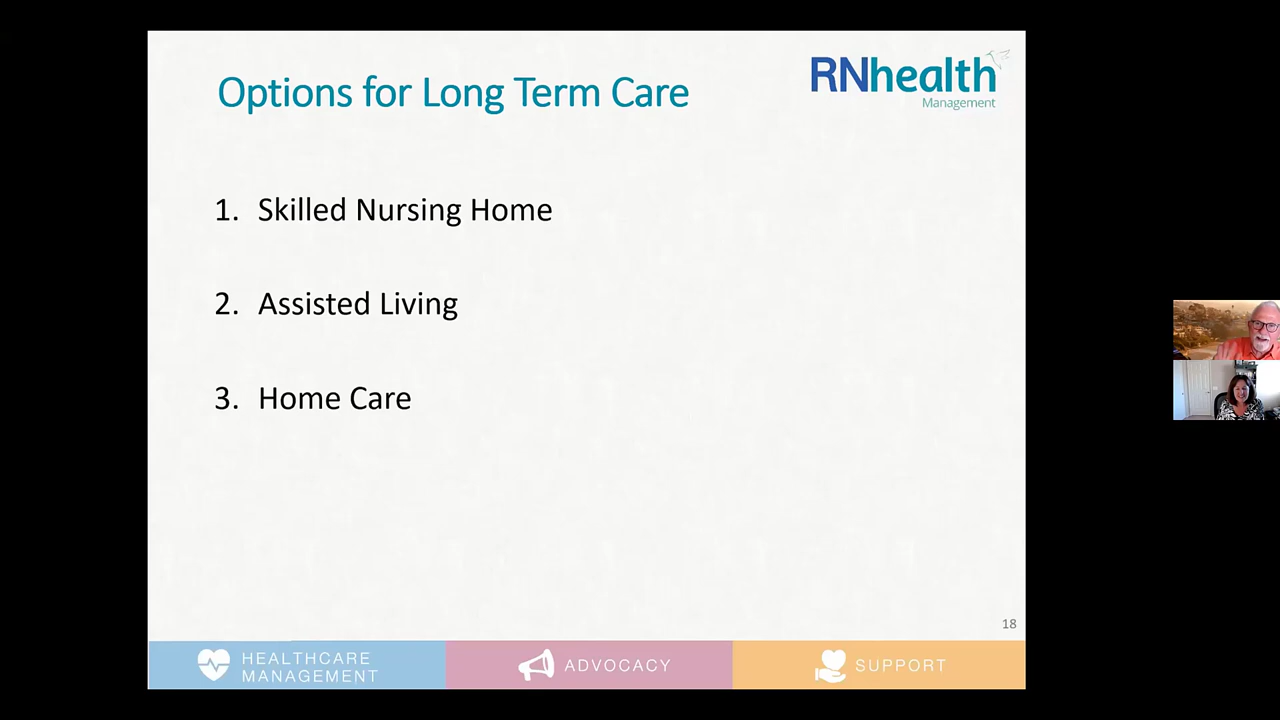 Options for Long Term Care
RNhealth
Management
1. Skilled Nursing Home
2. Assisted Living
3. Home Care
18
HEALTHCARE
MANAGEMENT
ADVOCACY
SUPPORT